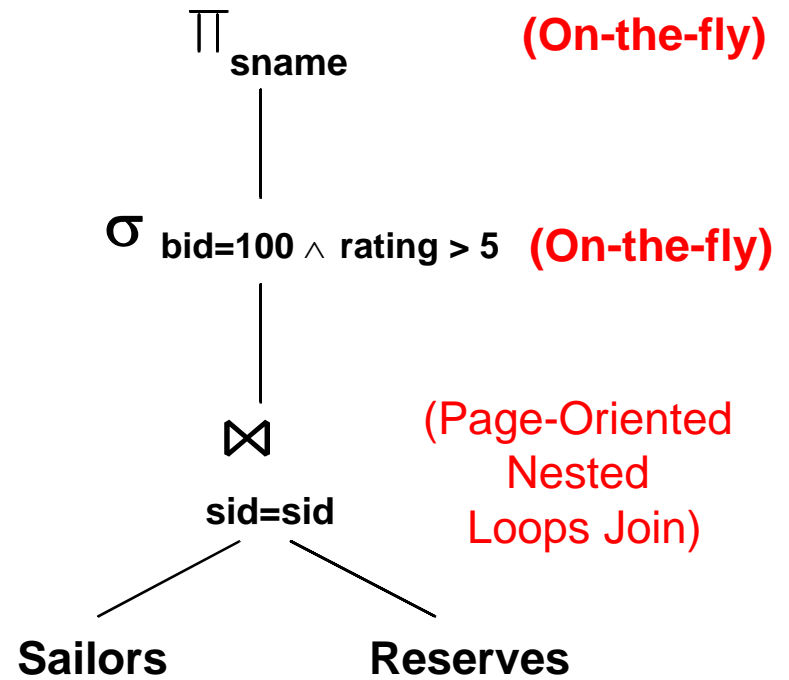 π sname (On-the-fly)
σ bid=100 ∧ rating > 5 (On-the-fly)
⋈ (Page-Oriented
Nested
sid=sid Loops Join)
Sailors Reserves